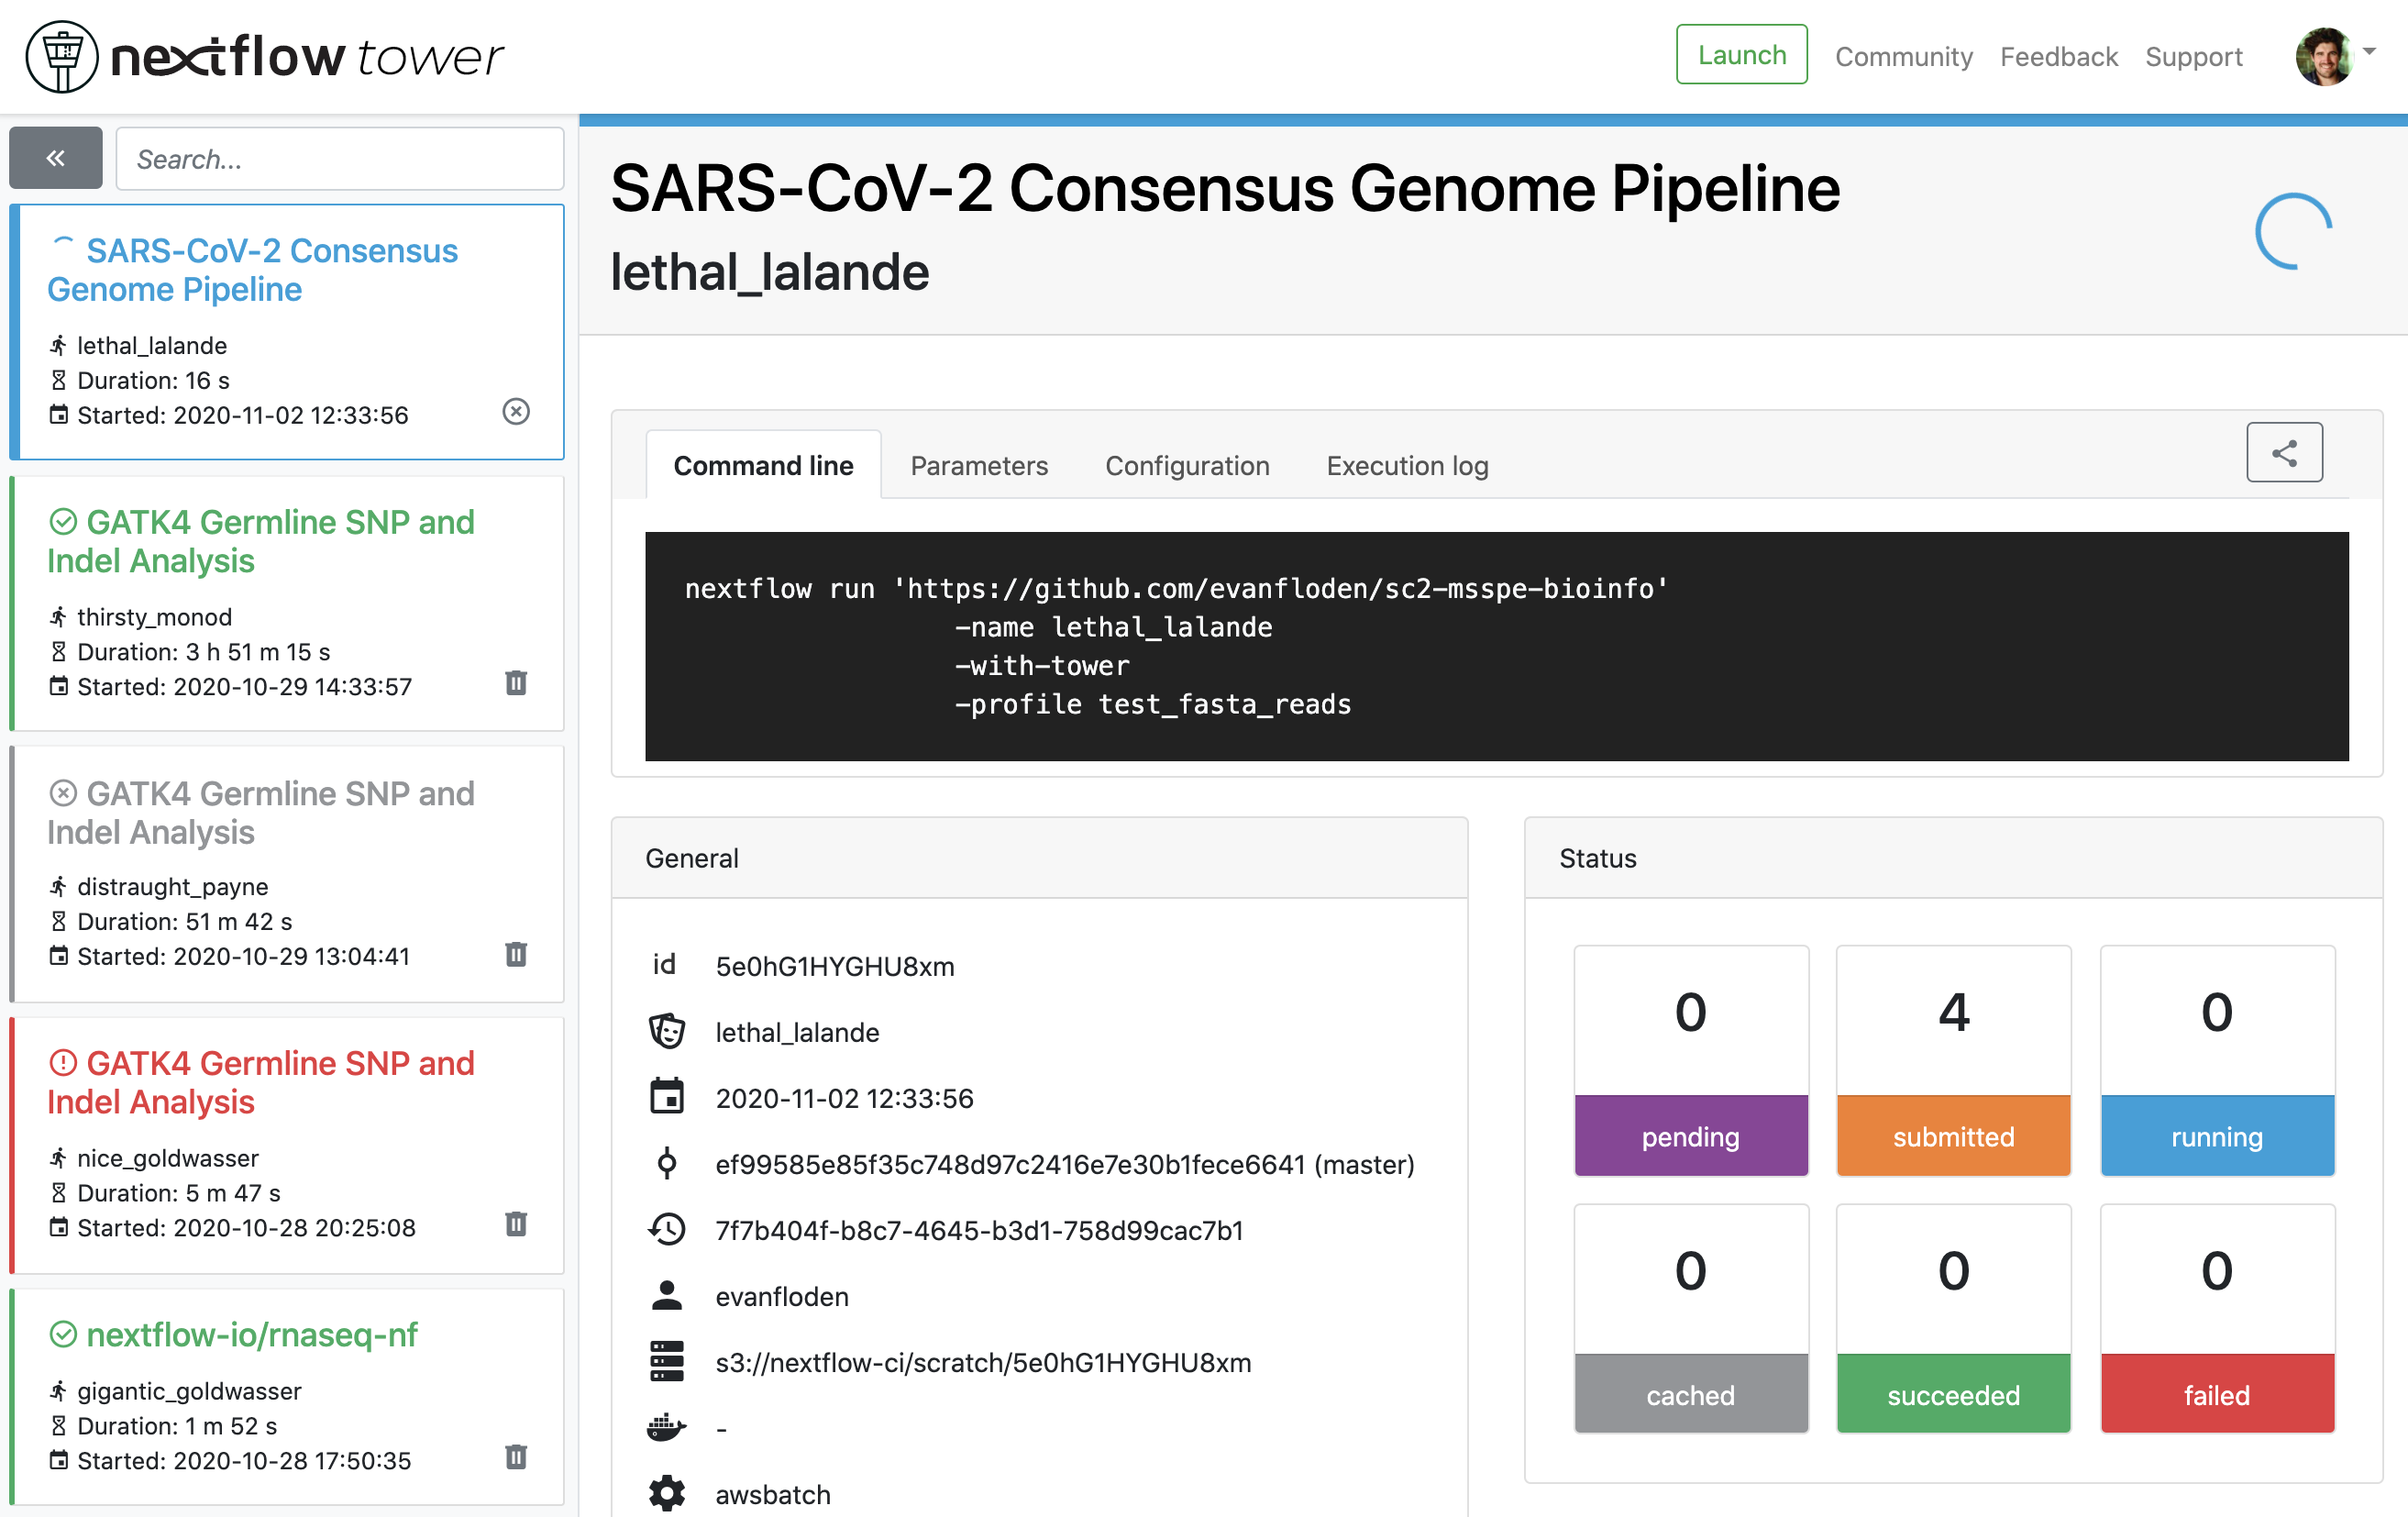 nextflow tower
Launch
Community
Feedback
Support
«
Search...
SARS-CoV-2 Consensus
Genome Pipeline
lethal_lalande
Duration: 16 s
Started: 2020-11-02 12:33:56
GATK4 Germline SNP and
Indel Analysis
thirsty_monod
Duration: 3 h 51 m 15 s
Started: 2020-10-29 14:33:57
GATK4 Germline SNP and
Indel Analysis
distraught_payne
Duration: 51 m 42 s
Started: 2020-10-29 13:04:41
GATK4 Germline SNP and
Indel Analysis
nice_goldwasser
Duration: 5 m 47 s
Started: 2020-10-28 20:25:08
nextflow-io/rnaseq-nf
gigantic_goldwasser
Duration: 1 m 52 s
Started: 2020-10-28 17:50:35
SARS-CoV-2 Consensus Genome Pipeline
lethal_lalande
Command line
Parameters
Configuration
Execution log
nextflow run 'https://github.com/evanfloden/sc2-msspe-bioinfo'
-name lethal_lalande
-with-tower
-profile test_fasta_reads
General
id 5e0hG1HYGHU8xm
lethal_lalande
2020-11-02 12:33:56
ef99585e85f35c748d97c2416e7e30b1fece6641 (master)
7f7b404f-b8c7-4645-b3d1-758d99cac7b1
evanfloden
s3://nextflow-ci/scratch/5e0hG1HYGHU8xm
-
awsbatch
Status
0
pending
4
submitted
0
running
0
cached
0
succeeded
0
failed